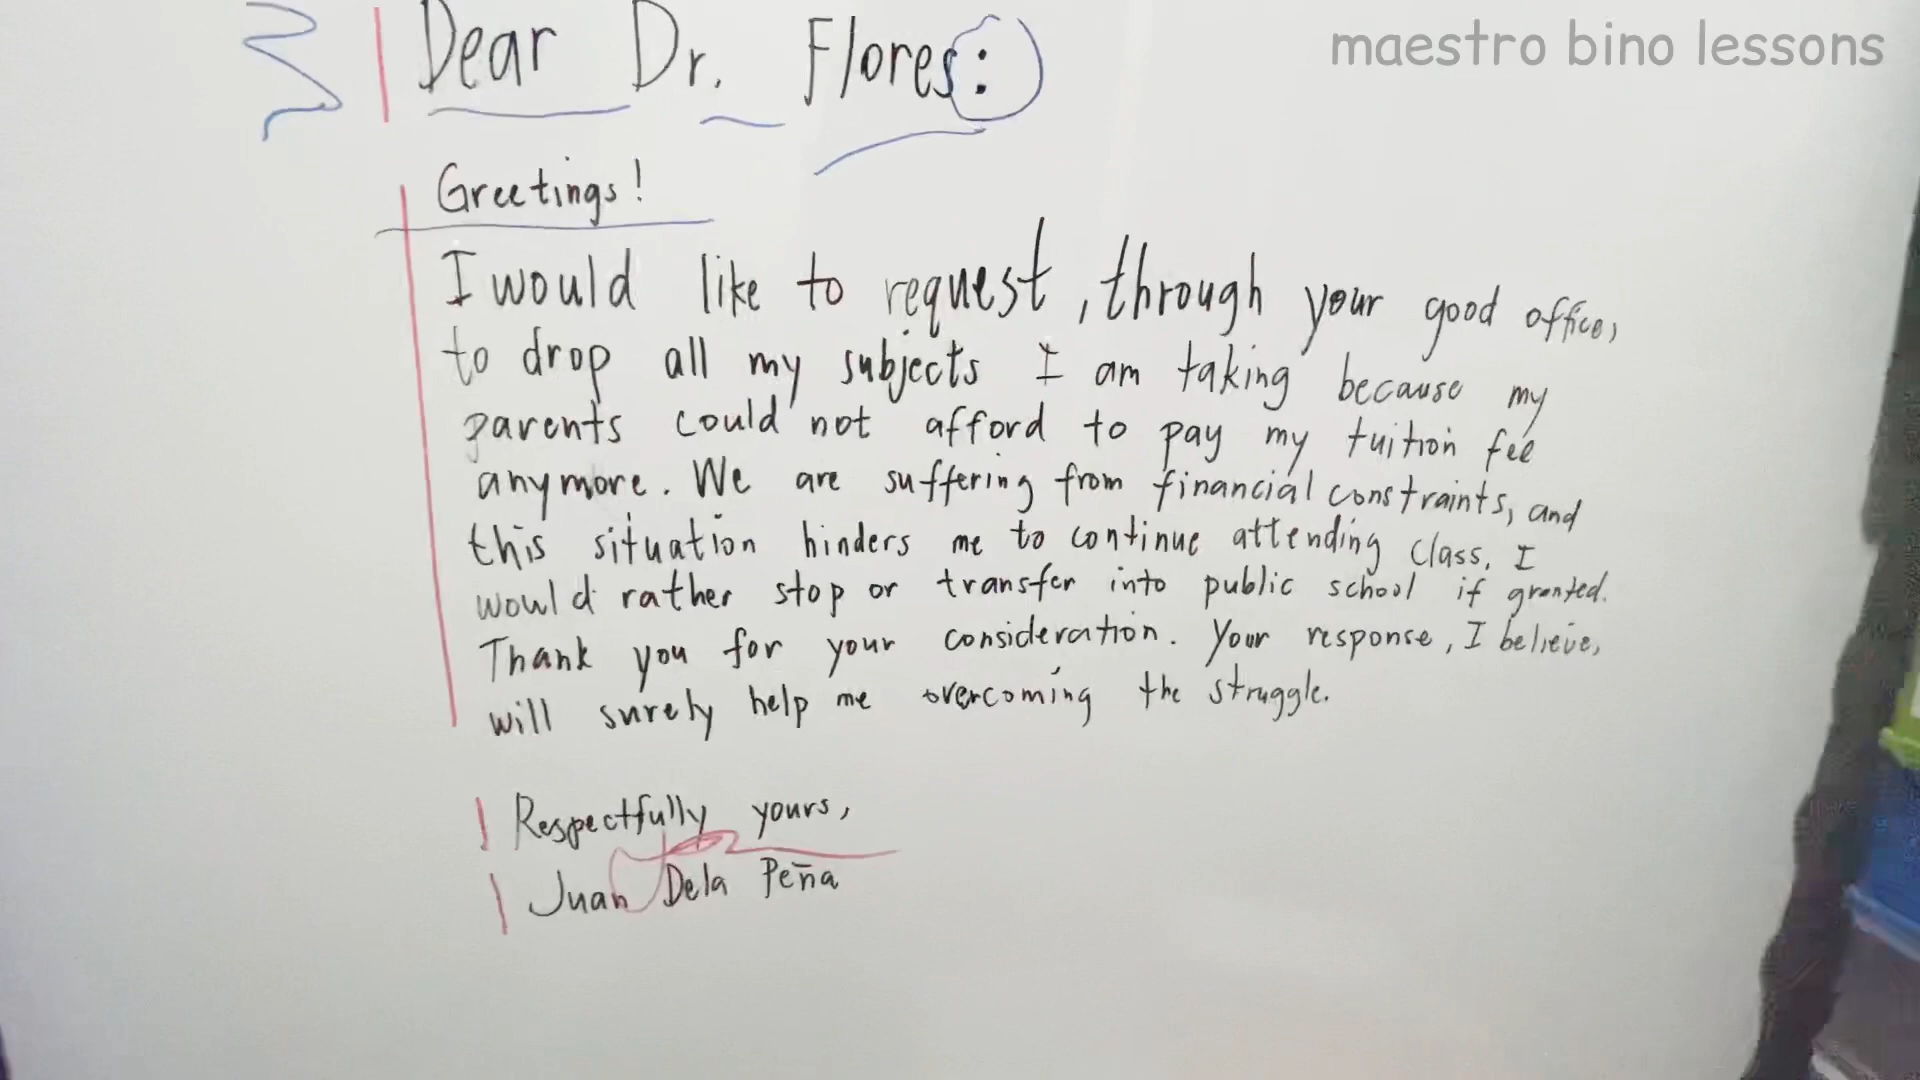 maestro bino lessons
Dear Dr. Flores:
Greetings!
I would like to request, through your good office,
to drop all my subjects I am taking because my
parents could not afford to pay my tuition fee
anymore. We are suffering from financial constraints, and
this situation hinders me to continue attending class. I
would rather stop or transfer into public school if granted.
Thank you for your consideration. Your response, I believe,
will surely help me overcoming the struggle.
Respectfully yours,
Juan Dela Peña